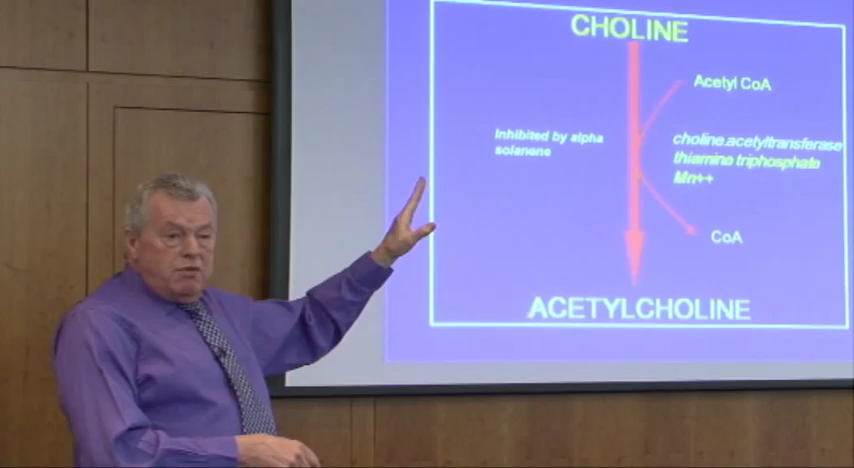 CHOLINE
Acetyl CoA
Inhibited by alpha
solanene
choline.acetyltransferase
thiamine triphosphate
Mn++
CoA
ACETYLCHOLINE